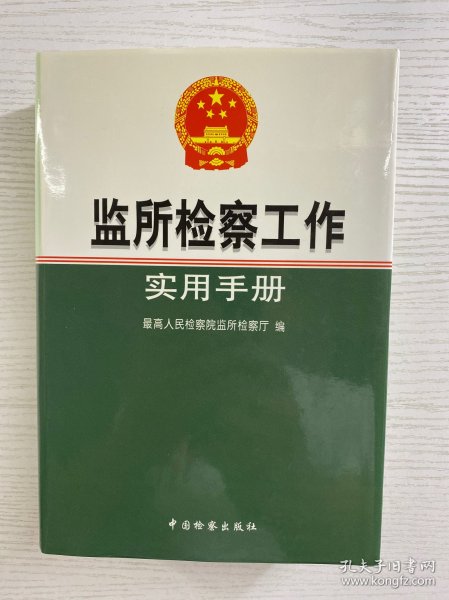 监所检察工作
实用手册
最高人民检察院监所检察厅 编
中国检察出版社
孔夫子旧书网
www.kongfz.com